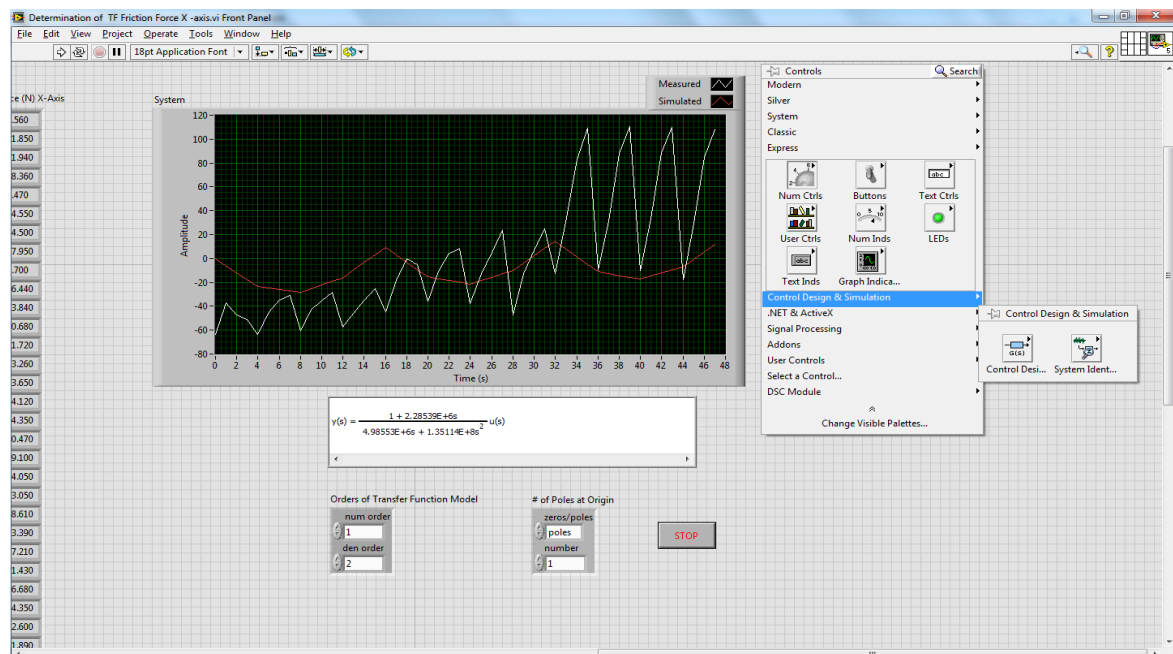 Determination of TF Friction Force X -axis.vi Front Panel
File Edit View Project Operate Tools Window Help
18pt Application Font
5
ce (N) X-Axis
.560
1.850
1.940
8.360
.470
4.550
4.500
7.950
.700
6.440
3.840
0.680
1.720
3.260
3.650
4.120
4.350
0.470
9.100
4.050
3.050
8.610
3.390
7.210
1.430
6.680
4.350
2.600
1.890
System
Measured
Simulated
Amplitude
120
100
80
60
40
20
0
-20
-40
-60
-80
0 2 4 6 8 10 12 14 16 18 20 22 24 26 28 30 32 34 36 38 40 42 44 46 48
Time (s)
y(s) = (1 + 2.28539E+6s) / (4.98553E+6s + 1.35114E+8s²) u(s)
Orders of Transfer Function Model
num order
1
den order
2
# of Poles at Origin
zeros/poles
poles
number
1
STOP
Controls
Search
Modern
Silver
System
Classic
Express
Num Ctrls Buttons Text Ctrls
User Ctrls Num Inds LEDs
Text Inds Graph Indica...
Control Design & Simulation
.NET & ActiveX
Signal Processing
Addons
User Controls
Select a Control...
DSC Module
Change Visible Palettes...
Control Design & Simulation
Control Desi... System Ident...